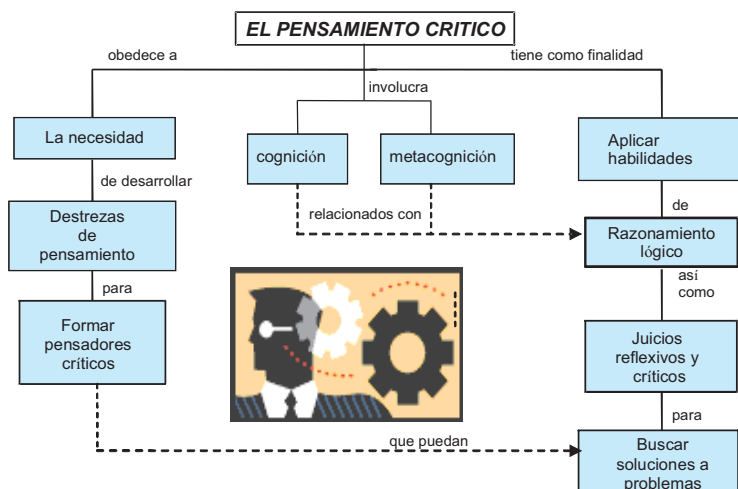 EL PENSAMIENTO CRITICO
obedece a
tiene como finalidad
involucra
La necesidad
cognición
metacognición
Aplicar
habilidades
de desarrollar
relacionados con
de
Destrezas
de
pensamiento
Razonamiento
lógico
para
así
como
Formar
pensadores
críticos
Juicios
reflexivos y
críticos
para
que puedan
Buscar
soluciones a
problemas